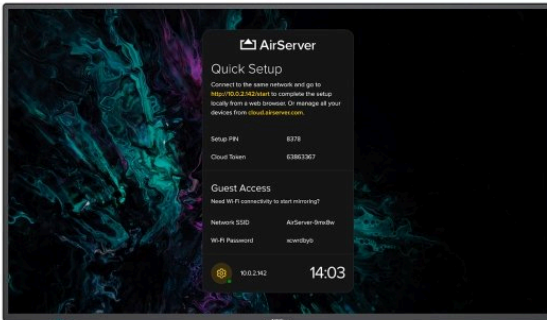 AirServer
Quick Setup
Connect to the same network and go to
http://10.0.2.142/start to complete the setup
locally from a web browser. Or manage all your
devices from cloud.airserver.com.
Setup PIN 8378
Cloud Token 63863367
Guest Access
Need Wi-Fi connectivity to start mirroring?
Network SSID AirServer-9mx8w
Wi-Fi Password xcwrdbyb
10.0.2.142 14:03